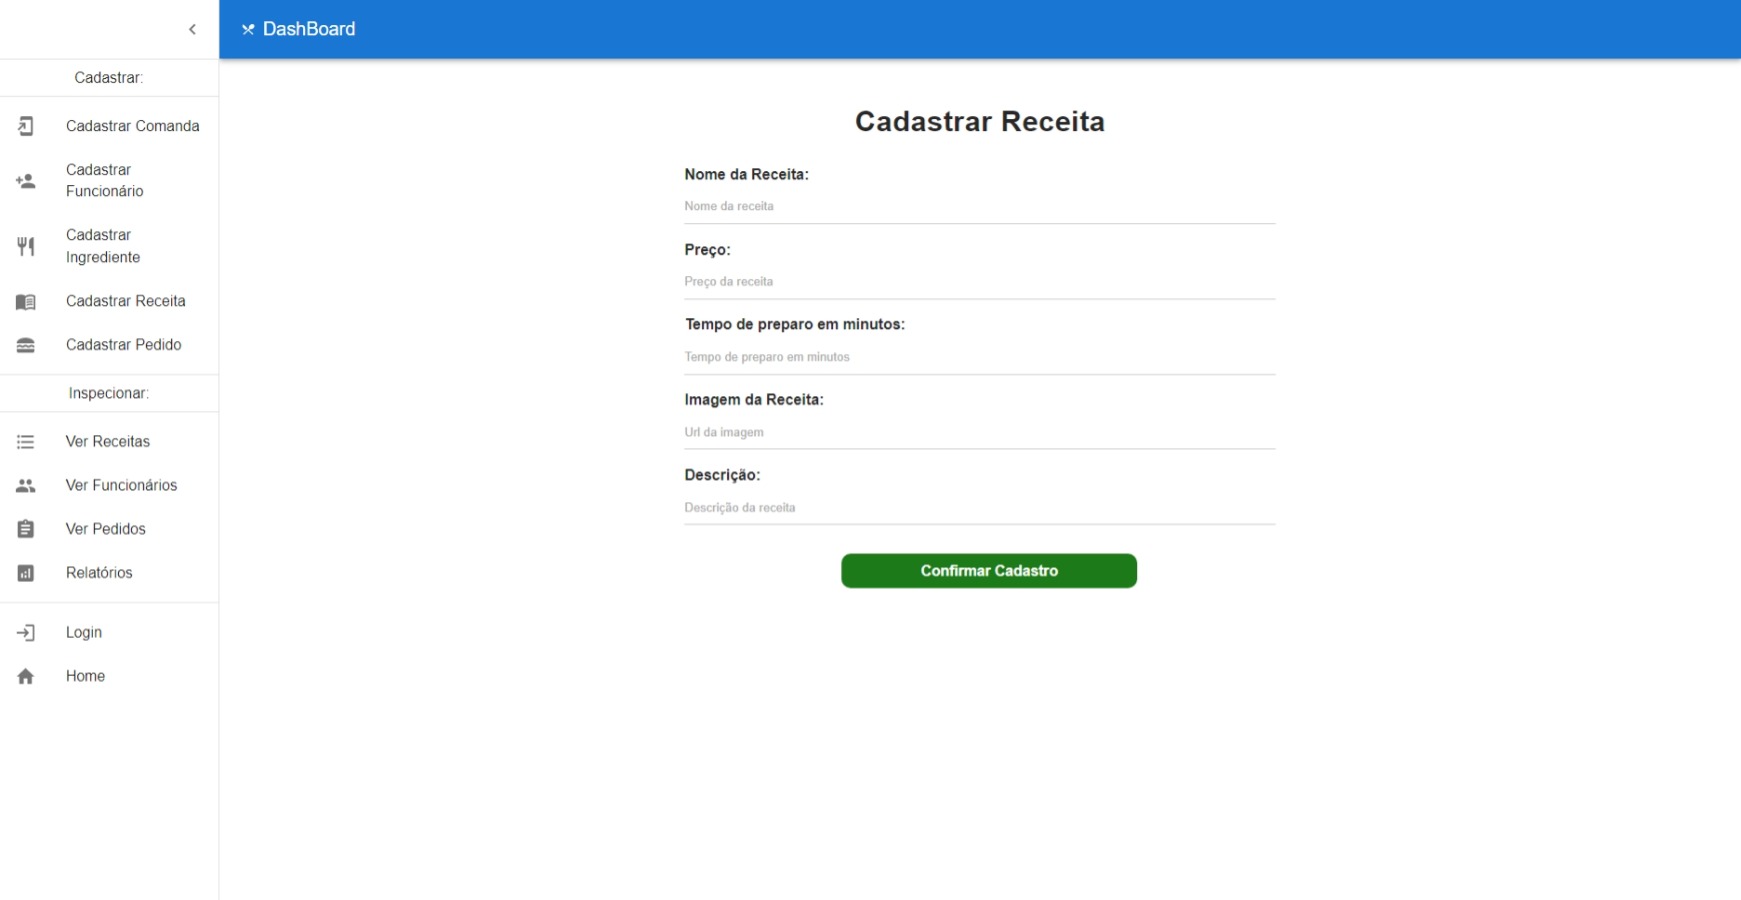 DashBoard
Cadastrar:
Cadastrar Comanda
Cadastrar
Funcionário
Cadastrar
Ingrediente
Cadastrar Receita
Cadastrar Pedido
Inspecionar:
Ver Receitas
Ver Funcionários
Ver Pedidos
Relatórios
Login
Home
Cadastrar Receita
Nome da Receita:
Nome da receita
Preço:
Preço da receita
Tempo de preparo em minutos:
Tempo de preparo em minutos
Imagem da Receita:
Url da imagem
Descrição:
Descrição da receita
Confirmar Cadastro